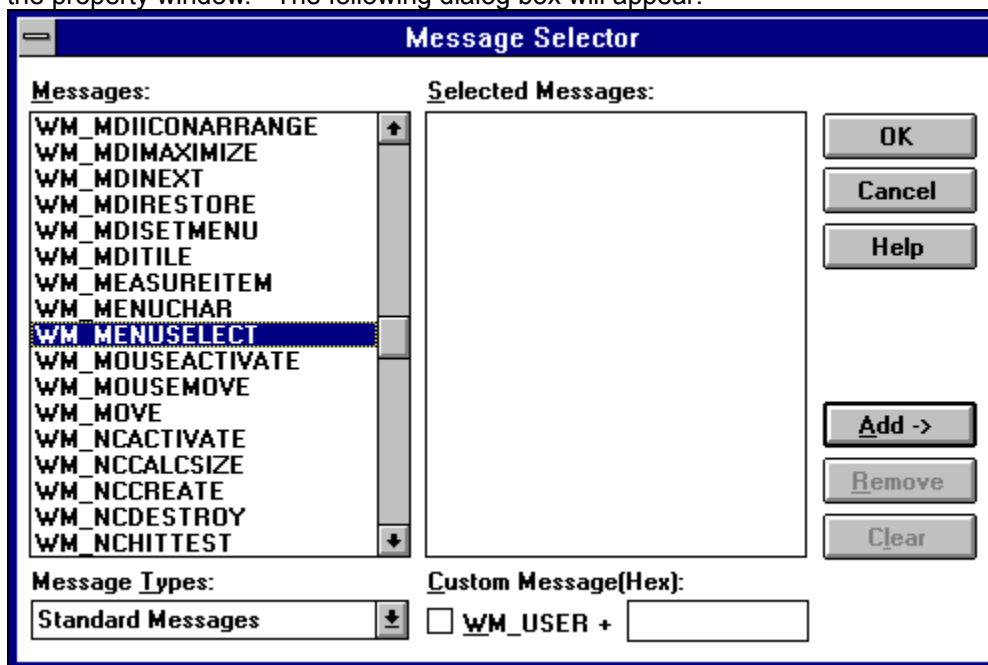 the property window. The following dialog box will appear:
Message Selector
Messages:
WM_MDIICONARRANGE
WM_MDIMAXIMIZE
WM_MDINEXT
WM_MDIRESTORE
WM_MDISETMENU
WM_MDITILE
WM_MEASUREITEM
WM_MENUCHAR
WM_MENUSELECT
WM_MOUSEACTIVATE
WM_MOUSEMOVE
WM_MOVE
WM_NCACTIVATE
WM_NCCALCSIZE
WM_NCCREATE
WM_NCDESTROY
WM_NCHITTEST
Selected Messages:
OK
Cancel
Help
Add ->
Remove
Clear
Message Types:
Standard Messages
Custom Message(Hex):
WM_USER +